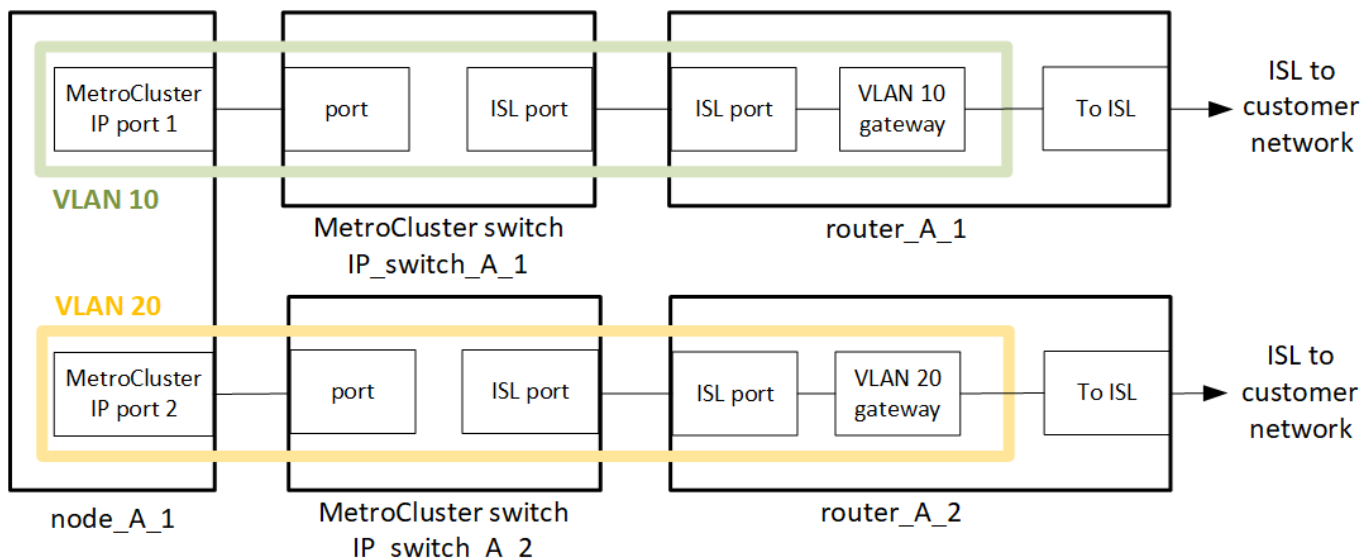 MetroCluster
IP port 1
port
ISL port
ISL port
VLAN 10
gateway
To ISL
ISL to
customer
network
VLAN 10
MetroCluster switch
IP_switch_A_1
router_A_1
VLAN 20
MetroCluster
IP port 2
port
ISL port
ISL port
VLAN 20
gateway
To ISL
ISL to
customer
network
node_A_1
MetroCluster switch
IP_switch_A_2
router_A_2